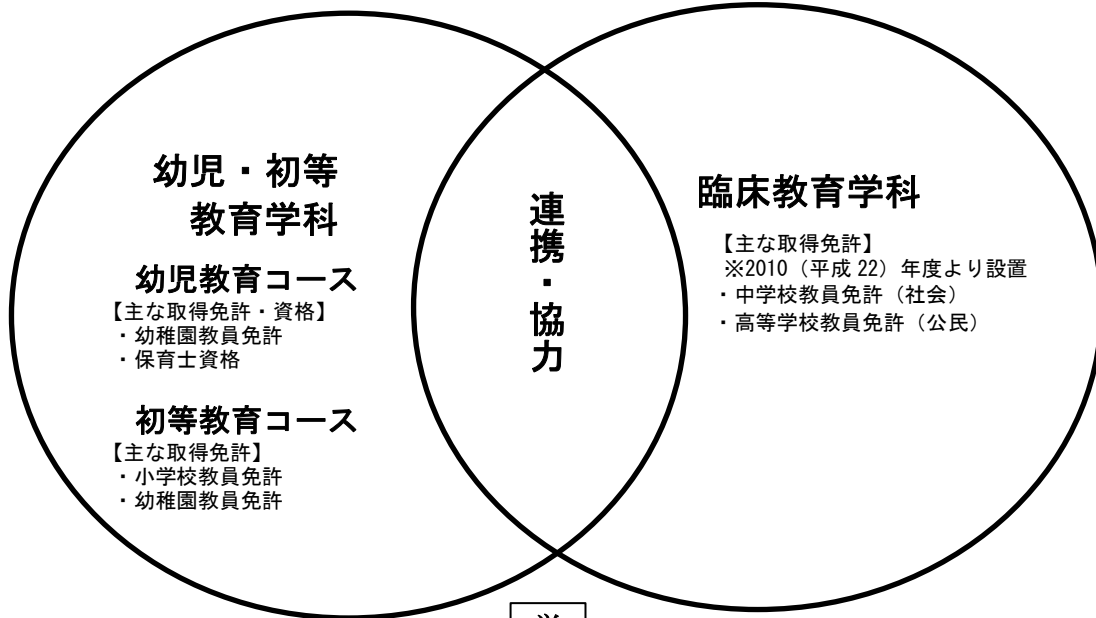 幼児・初等
教育学科
幼児教育コース
【主な取得免許・資格】
・幼稚園教員免許
・保育士資格
初等教育コース
【主な取得免許】
・小学校教員免許
・幼稚園教員免許
連携・協力
臨床教育学科
【主な取得免許】
※2010（平成 22）年度より設置
・中学校教員免許（社会）
・高等学校教員免許（公民）